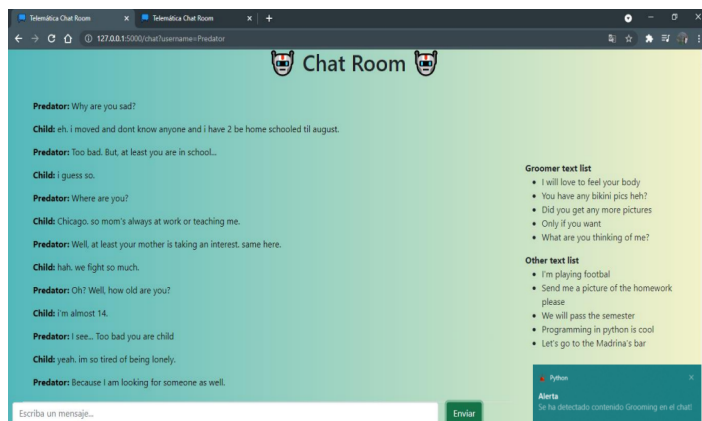 Telemática Chat Room
Telemática Chat Room
127.0.0.1:5000/chat?username=Predator
Chat Room
Predator: Why are you sad?
Child: eh. i moved and dont know anyone and i have 2 be home schooled til august.
Predator: Too bad. But, at least you are in school...
Child: i guess so.
Predator: Where are you?
Child: Chicago. so mom's always at work or teaching me.
Predator: Well, at least your mother is taking an interest. same here.
Child: hah. we fight so much.
Predator: Oh? Well, how old are you?
Child: i'm almost 14.
Predator: I see... Too bad you are child
Child: yeah. im so tired of being lonely.
Predator: Because I am looking for someone as well.
Escriba un mensaje...
Enviar
Groomer text list
I will love to feel your body
You have any bikini pics heh?
Did you get any more pictures
Only if you want
What are you thinking of me?
Other text list
I'm playing footbal
Send me a picture of the homework
please
We will pass the semester
Programming in python is cool
Let's go to the Madrina's bar
Python
Alerta
Se ha detectado contenido Grooming en el chat!